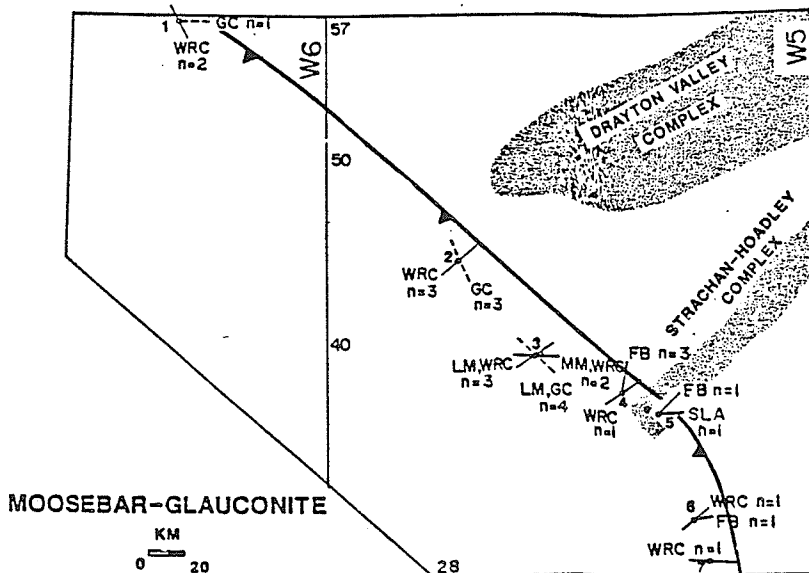 1
GC n=1
57
WRC
n=2
W6
W5
DRAYTON VALLEY
COMPLEX
50
2
WRC
n=3
GC
n=3
STRACHAN-HOADLEY
COMPLEX
40
3
FB n=3
LM,WRC
n=3
MM,WRC
n=2
LM,GC
n=4
4
WRC
n=1
FB n=1
5
SLA
n=1
6
WRC n=1
FB n=1
MOOSEBAR-GLAUCONITE
KM
0 20
28
WRC n=1
7